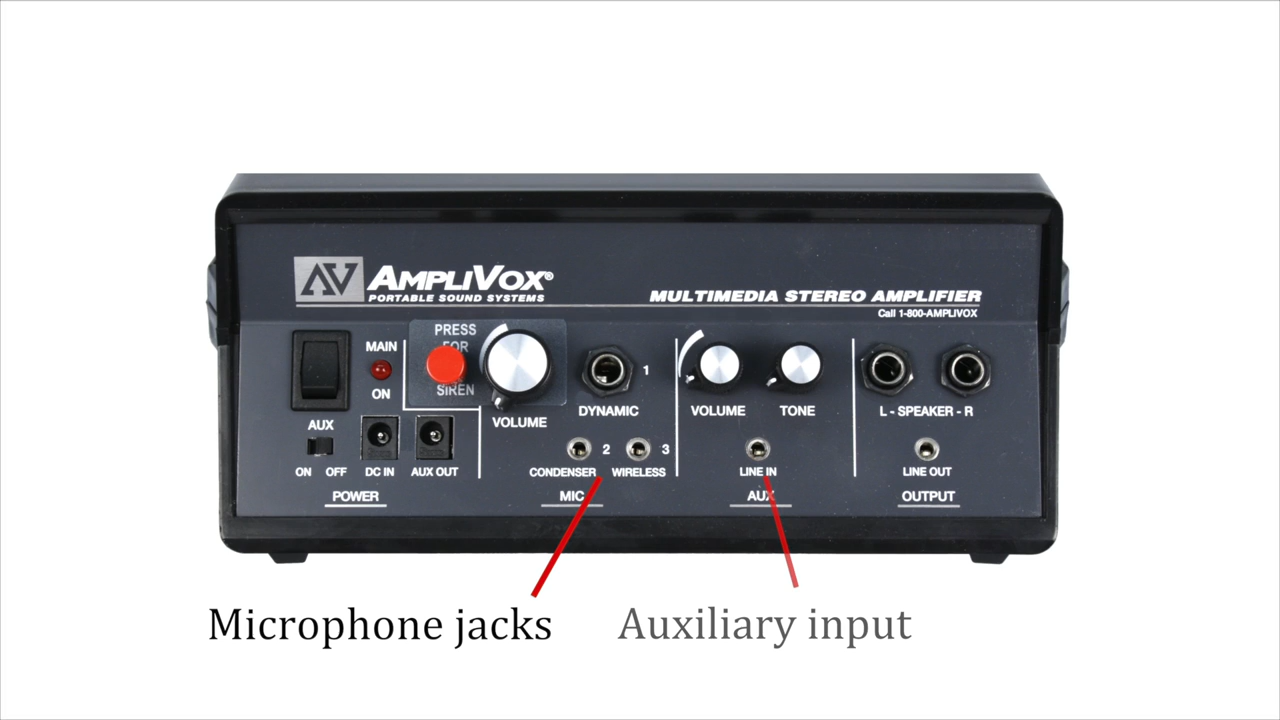 AV AMPLIVOX®
PORTABLE SOUND SYSTEMS
MULTIMEDIA STEREO AMPLIFIER
Call 1-800-AMPLIVOX
PRESS
FOR
SIREN
MAIN
ON
VOLUME
1
DYNAMIC
VOLUME
TONE
L - SPEAKER - R
AUX
ON OFF
DC IN
AUX OUT
2
3
CONDENSER
WIRELESS
LINE IN
LINE OUT
POWER
MIC
AUX
OUTPUT
Microphone jacks
Auxiliary input